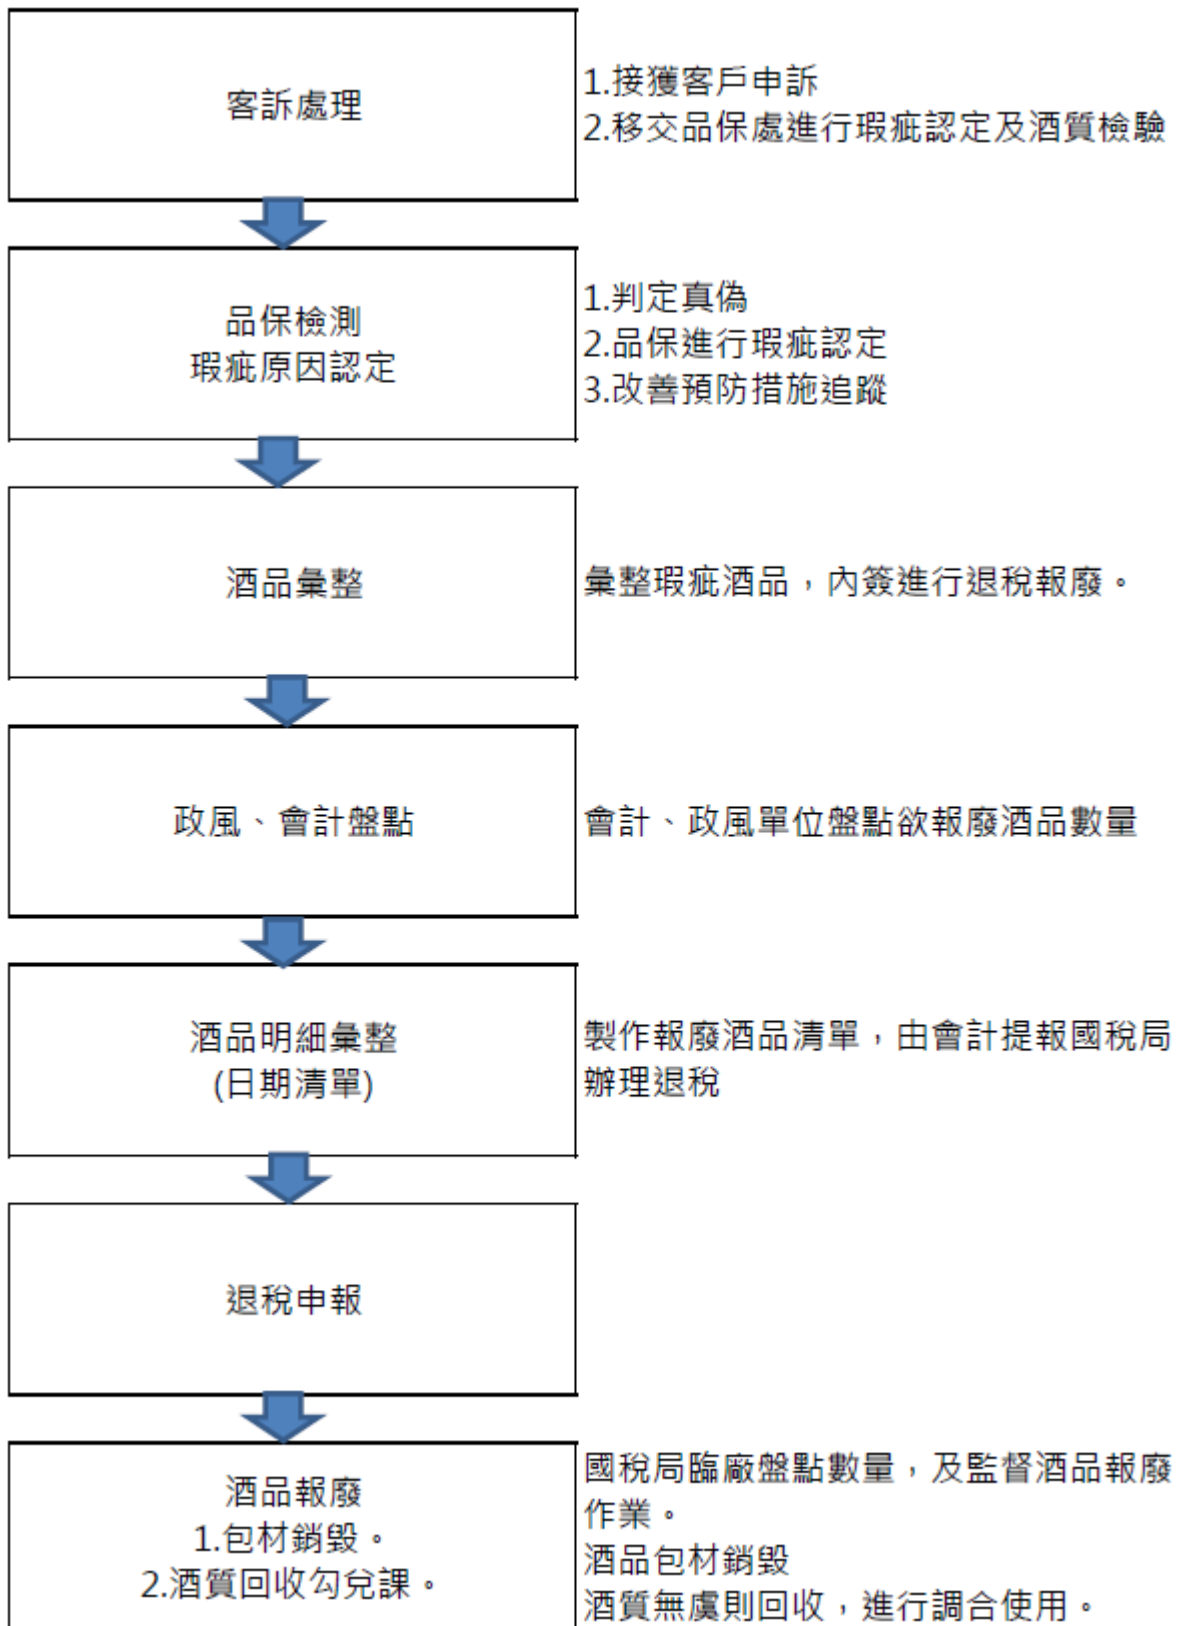 客訴處理
1.接獲客戶申訴
2.移交品保處進行瑕疵認定及酒質檢驗
品保檢測
瑕疵原因認定
1.判定真偽
2.品保進行瑕疵認定
3.改善預防措施追蹤
酒品彙整
彙整瑕疵酒品，內簽進行退稅報廢。
政風、會計盤點
會計、政風單位盤點欲報廢酒品數量
酒品明細彙整
(日期清單)
製作報廢酒品清單，由會計提報國稅局
辦理退稅
退稅申報
酒品報廢
1.包材銷毀。
2.酒質回收勾兌課。
國稅局臨廠盤點數量，及監督酒品報廢
作業。
酒品包材銷毀
酒質無虞則回收，進行調合使用。